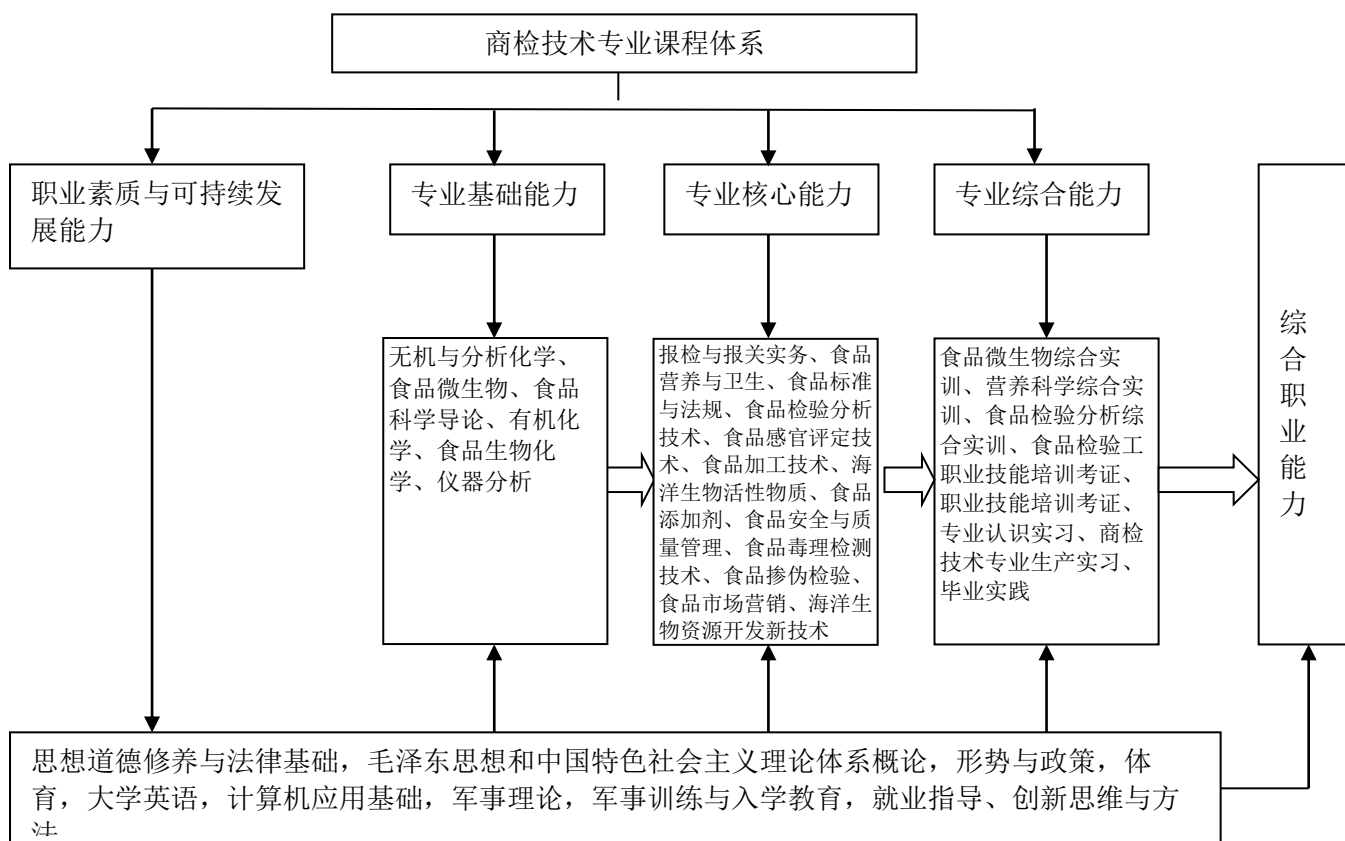 商检技术专业课程体系
职业素质与可持续发
展能力
专业基础能力
专业核心能力
专业综合能力
无机与分析化学、
食品微生物、食品
科学导论、有机化
学、食品生物化
学、仪器分析
报检与报关实务、食品
营养与卫生、食品标准
与法规、食品检验分析
技术、食品感官评定技
术、食品加工技术、海
洋生物活性物质、食品
添加剂、食品安全与质
量管理、食品毒理检测
技术、食品掺伪检验、
食品市场营销、海洋生
物资源开发新技术
食品微生物综合实
训、营养科学综合实
训、食品检验分析综
合实训、食品检验工
职业技能培训考证、
职业技能培训考证、
专业认识实习、商检
技术专业生产实习、
毕业实践
综
合
职
业
能
力
思想道德修养与法律基础，毛泽东思想和中国特色社会主义理论体系概论，形势与政策，体
育，大学英语，计算机应用基础，军事理论，军事训练与入学教育，就业指导、创新思维与方
法